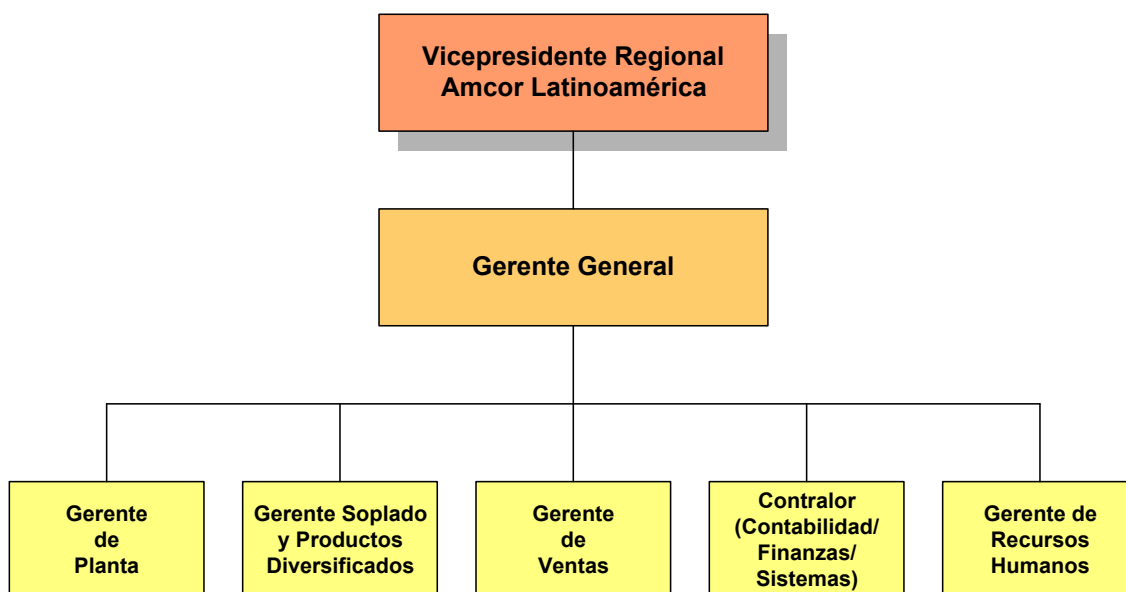 Vicepresidente Regional
Amcor Latinoamérica
Gerente General
Gerente
de
Planta
Gerente Soplado
y Productos
Diversificados
Gerente
de
Ventas
Contralor
(Contabilidad/
Finanzas/
Sistemas)
Gerente de
Recursos
Humanos